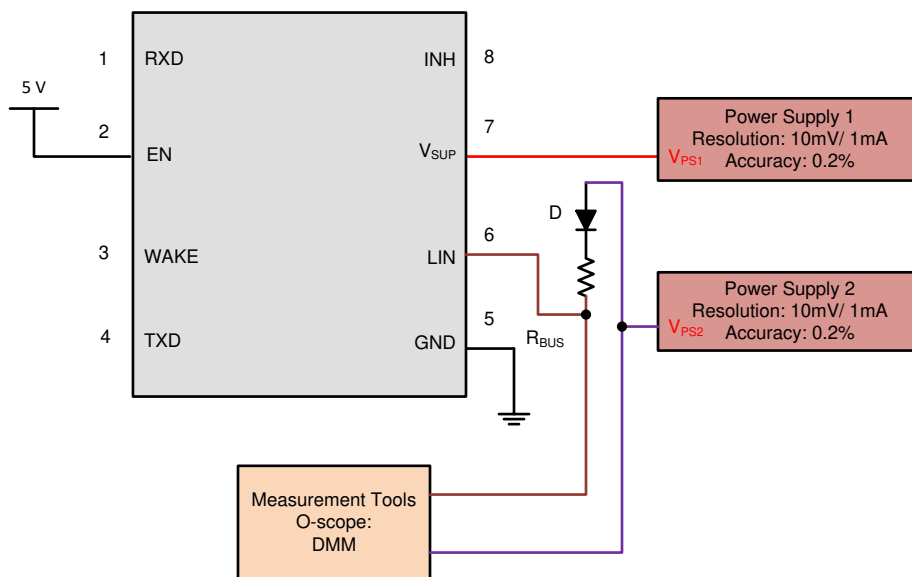 1
RXD
INH
8
5 V
2
EN
7
VSUP
Power Supply 1
Resolution: 10mV/ 1mA
VPS1
Accuracy: 0.2%
D
3
WAKE
6
LIN
4
TXD
5
GND
RBUS
Power Supply 2
Resolution: 10mV/ 1mA
VPS2
Accuracy: 0.2%
Measurement Tools
O-scope:
DMM